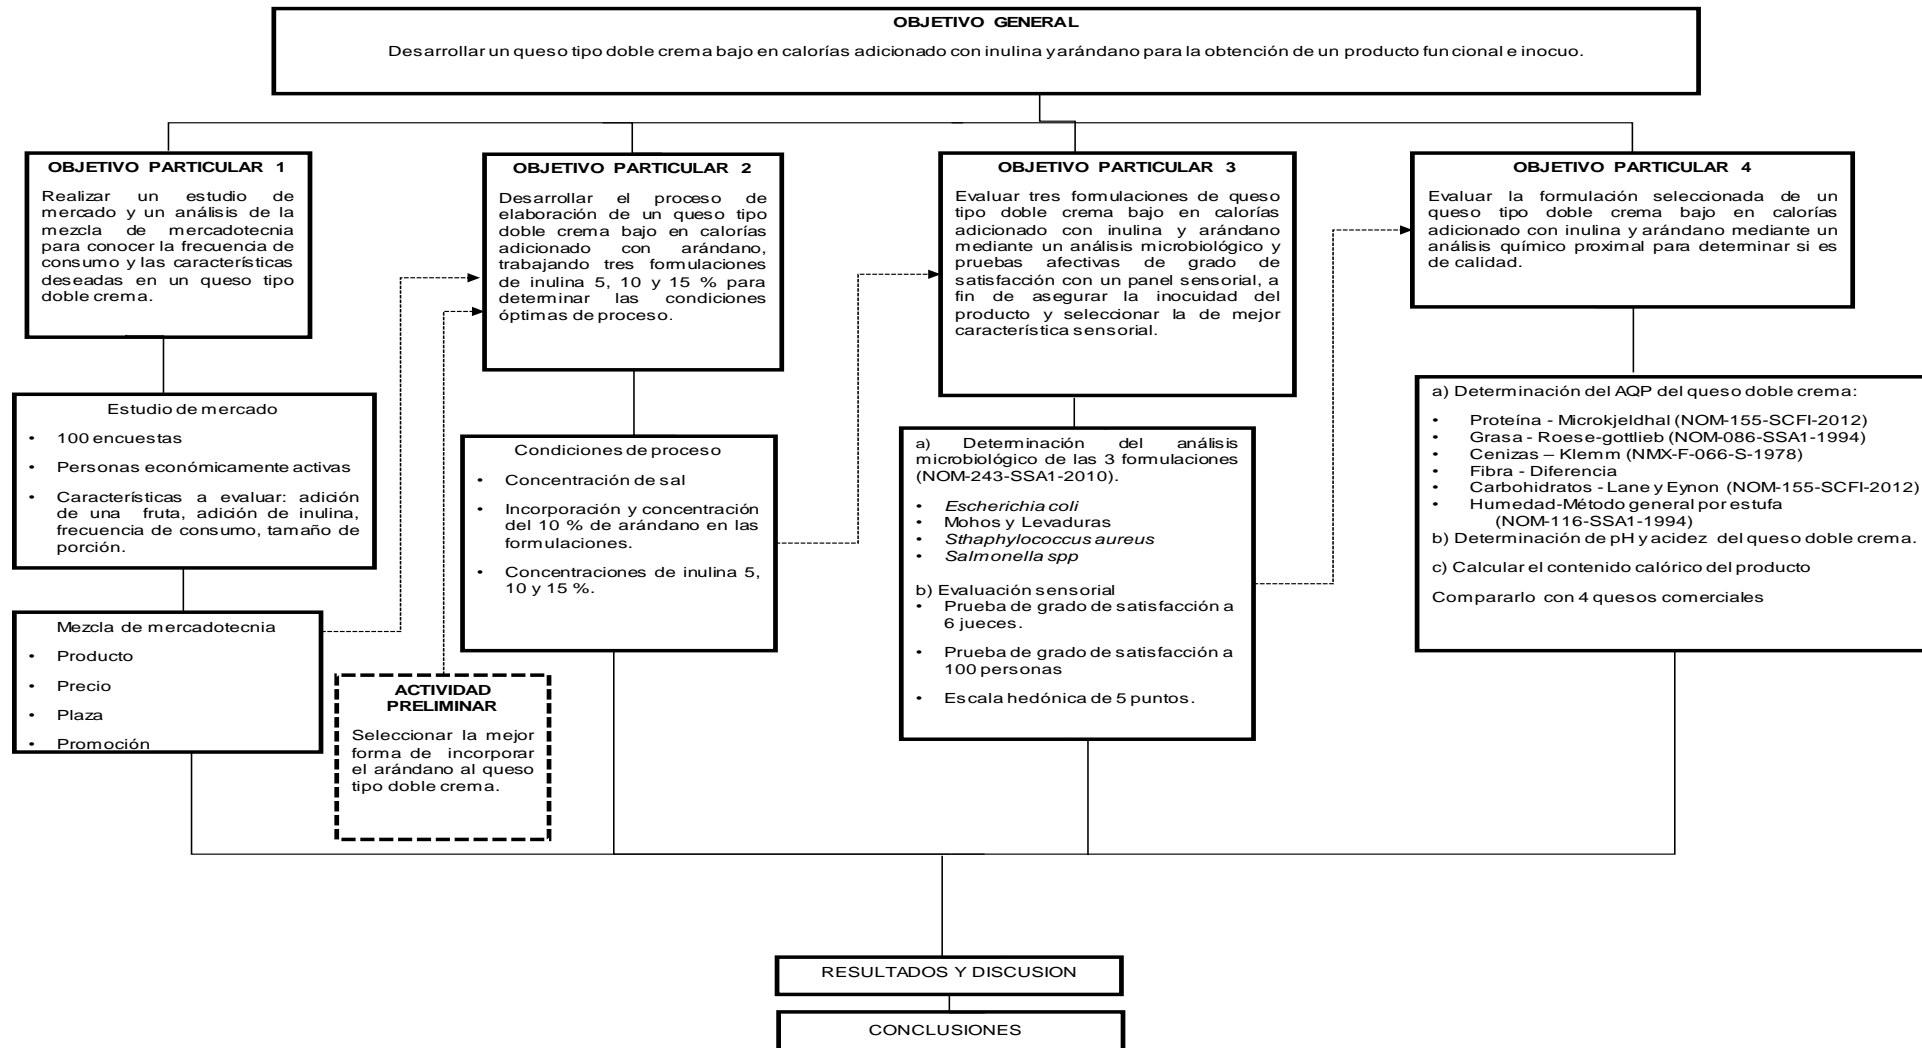 OBJETIVO GENERAL
Desarrollar un queso tipo doble crema bajo en calorías adicionado con inulina y arándano para la obtención de un producto funcional e inocuo.
OBJETIVO PARTICULAR 1
Realizar un estudio de
mercado y un análisis de la
mezcla de mercadotecnia
para conocer la frecuencia de
consumo y las características
deseadas en un queso tipo
doble crema.
Estudio de mercado
• 100 encuestas
• Personas económicamente activas
• Características a evaluar: adición
de una fruta, adición de inulina,
frecuencia de consumo, tamaño de
porción.
Mezcla de mercadotecnia
• Producto
• Precio
• Plaza
• Promoción
OBJETIVO PARTICULAR 2
Desarrollar el proceso de
elaboración de un queso tipo
doble crema bajo en calorías
adicionado con arándano,
trabajando tres formulaciones
de inulina 5, 10 y 15 % para
determinar las condiciones
óptimas de proceso.
Condiciones de proceso
• Concentración de sal
• Incorporación y concentración
del 10 % de arándano en las
formulaciones.
• Concentraciones de inulina 5,
10 y 15 %.
ACTIVIDAD
PRELIMINAR
Seleccionar la mejor
forma de incorporar
el arándano al queso
tipo doble crema.
OBJETIVO PARTICULAR 3
Evaluar tres formulaciones de queso
tipo doble crema bajo en calorías
adicionado con inulina y arándano
mediante un análisis microbiológico y
pruebas afectivas de grado de
satisfacción con un panel sensorial, a
fin de asegurar la inocuidad del
producto y seleccionar la de mejor
característica sensorial.
a) Determinación del análisis
microbiológico de las 3 formulaciones
(NOM-243-SSA1-2010).
• Escherichia coli
• Mohos y Levaduras
• Sthaphylococcus aureus
• Salmonella spp
b) Evaluación sensorial
• Prueba de grado de satisfacción a
6 jueces.
• Prueba de grado de satisfacción a
100 personas
• Escala hedónica de 5 puntos.
OBJETIVO PARTICULAR 4
Evaluar la formulación seleccionada de un
queso tipo doble crema bajo en calorías
adicionado con inulina y arándano mediante un
análisis químico proximal para determinar si es
de calidad.
a) Determinación del AQP del queso doble crema:
• Proteína - Microkjeldhal (NOM-155-SCFI-2012)
• Grasa - Roese-gottlieb (NOM-086-SSA1-1994)
• Cenizas – Klemm (NMX-F-066-S-1978)
• Fibra - Diferencia
• Carbohidratos - Lane y Eynon (NOM-155-SCFI-2012)
• Humedad-Método general por estufa
(NOM-116-SSA1-1994)
b) Determinación de pH y acidez del queso doble crema.
c) Calcular el contenido calórico del producto
Compararlo con 4 quesos comerciales
RESULTADOS Y DISCUSION
CONCLUSIONES